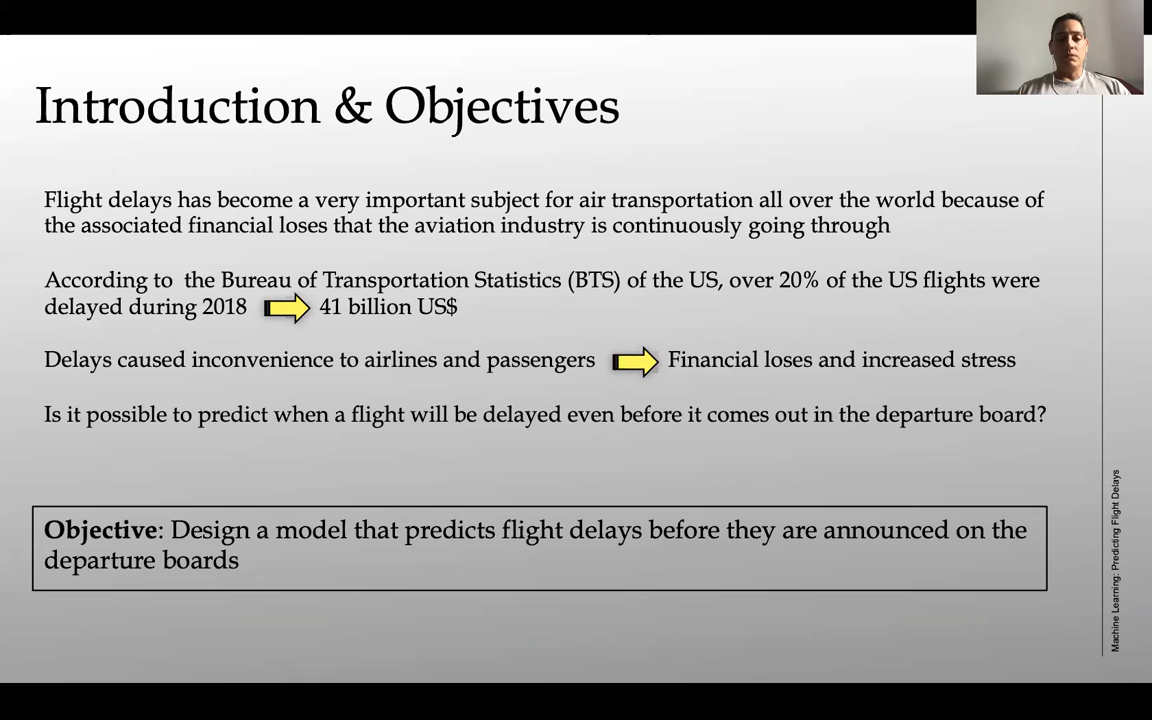 Introduction & Objectives
Flight delays has become a very important subject for air transportation all over the world because of
the associated financial loses that the aviation industry is continuously going through
According to  the Bureau of Transportation Statistics (BTS) of the US, over 20% of the US flights were
delayed during 2018 41 billion US$
Delays caused inconvenience to airlines and passengers Financial loses and increased stress
Is it possible to predict when a flight will be delayed even before it comes out in the departure board?
Objective: Design a model that predicts flight delays before they are announced on the
departure boards
Machine Learning: Predicting Flight Delays